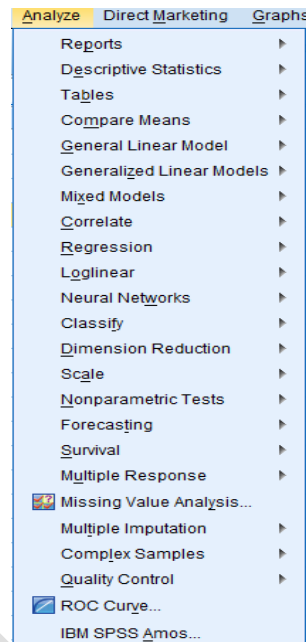 Analyze Direct Marketing Graphs
Reports
Descriptive Statistics
Tables
Compare Means
General Linear Model
Generalized Linear Models
Mixed Models
Correlate
Regression
Loglinear
Neural Networks
Classify
Dimension Reduction
Scale
Nonparametric Tests
Forecasting
Survival
Multiple Response
Missing Value Analysis...
Multiple Imputation
Complex Samples
Quality Control
ROC Curve...
IBM SPSS Amos...